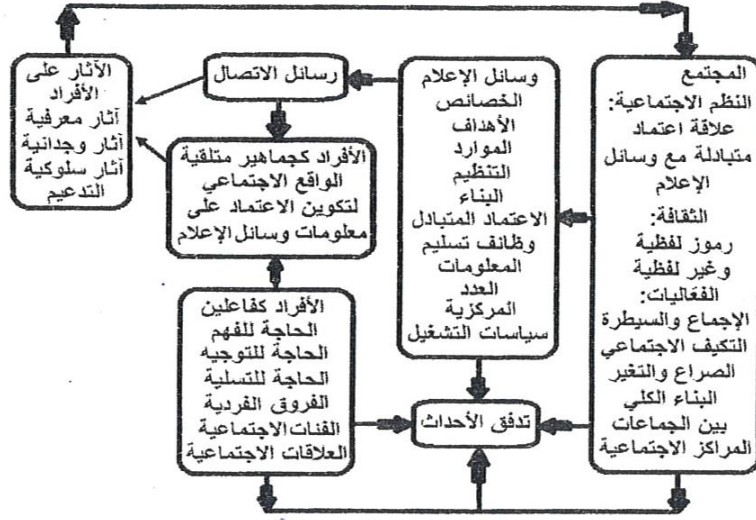 المجتمع
النظم الاجتماعية:
علاقة اعتماد
متبادلة مع وسائل
الإعلام
الثقافة:
رموز لفظية
وغير لفظية
الفعاليات:
الإجماع والسيطرة
التكيف الاجتماعي
الصراع والتغير
البناء الكلي
بين الجماعات
المراكز الاجتماعية
وسائل الإعلام
الخصائص
الأهداف
الموارد
التنظيم
البناء
الاعتماد المتبادل
وظائف تسليم
المعلومات
العدد
المركزية
سياسات التشغيل
رسائل الاتصال
الأفراد كجماهير متلقية
الواقع الاجتماعي
لتكوين الاعتماد على
معلومات وسائل الإعلام
الآثار على
الأفراد
آثار معرفية
آثار وجدانية
آثار سلوكية
التدعيم
الأفراد كفاعلين
الحاجة للفهم
الحاجة للتوجيه
الحاجة للتسلية
الفروق الفردية
الفئات الاجتماعية
العلاقات الاجتماعية
تدفق الأحداث